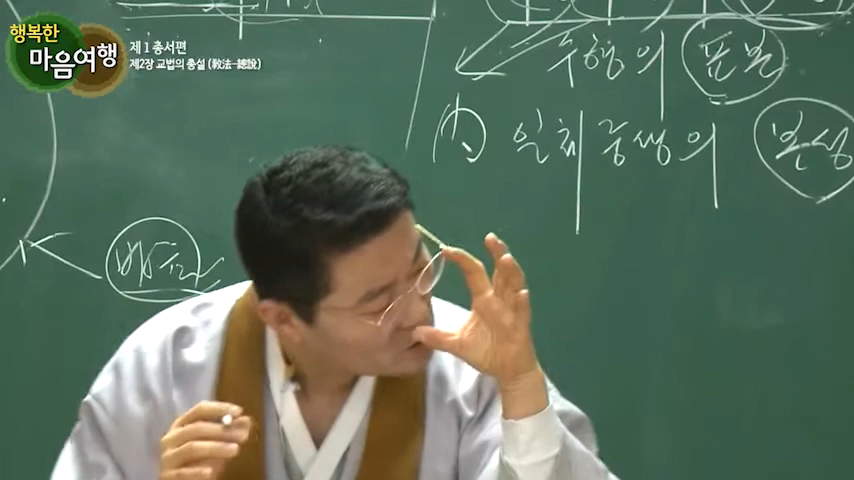 행복한
마음여행
제 1 총서편
제2장 교법의 총설 (敎法-總說)
수행의 표본
內 일체 중생의 본성